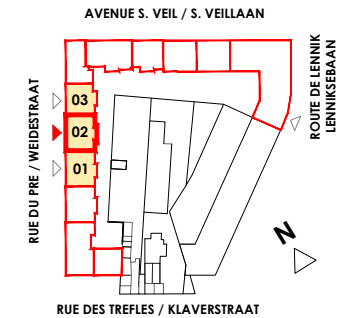 AVENUE S. VEIL / S. VEILLAAN
ROUTE DE LENNIK
LENNIKSEBAAN
RUE DU PRE / WEIDESTRAAT
03
02
01
N
RUE DES TREFLES / KLAVERSTRAAT